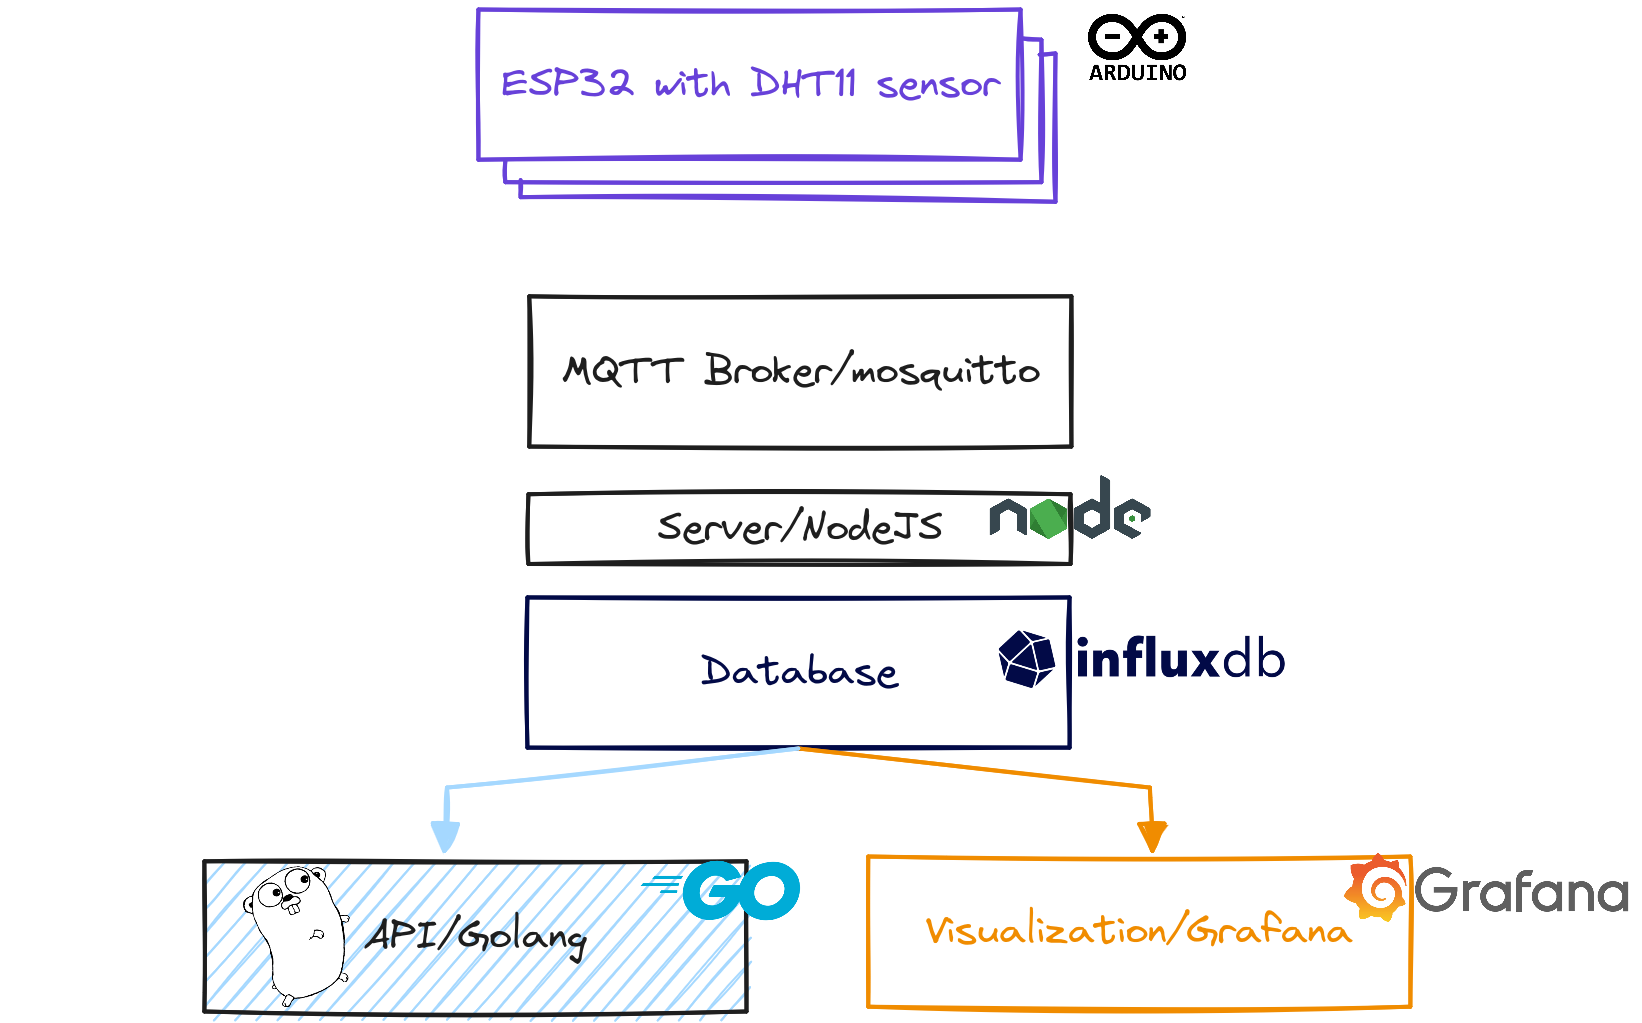 ESP32 with DHT11 sensor
ARDUINO
MQTT Broker/mosquitto
Server/NodeJS
node
Database
influxdb
API/Golang
GO
Visualization/Grafana
Grafana